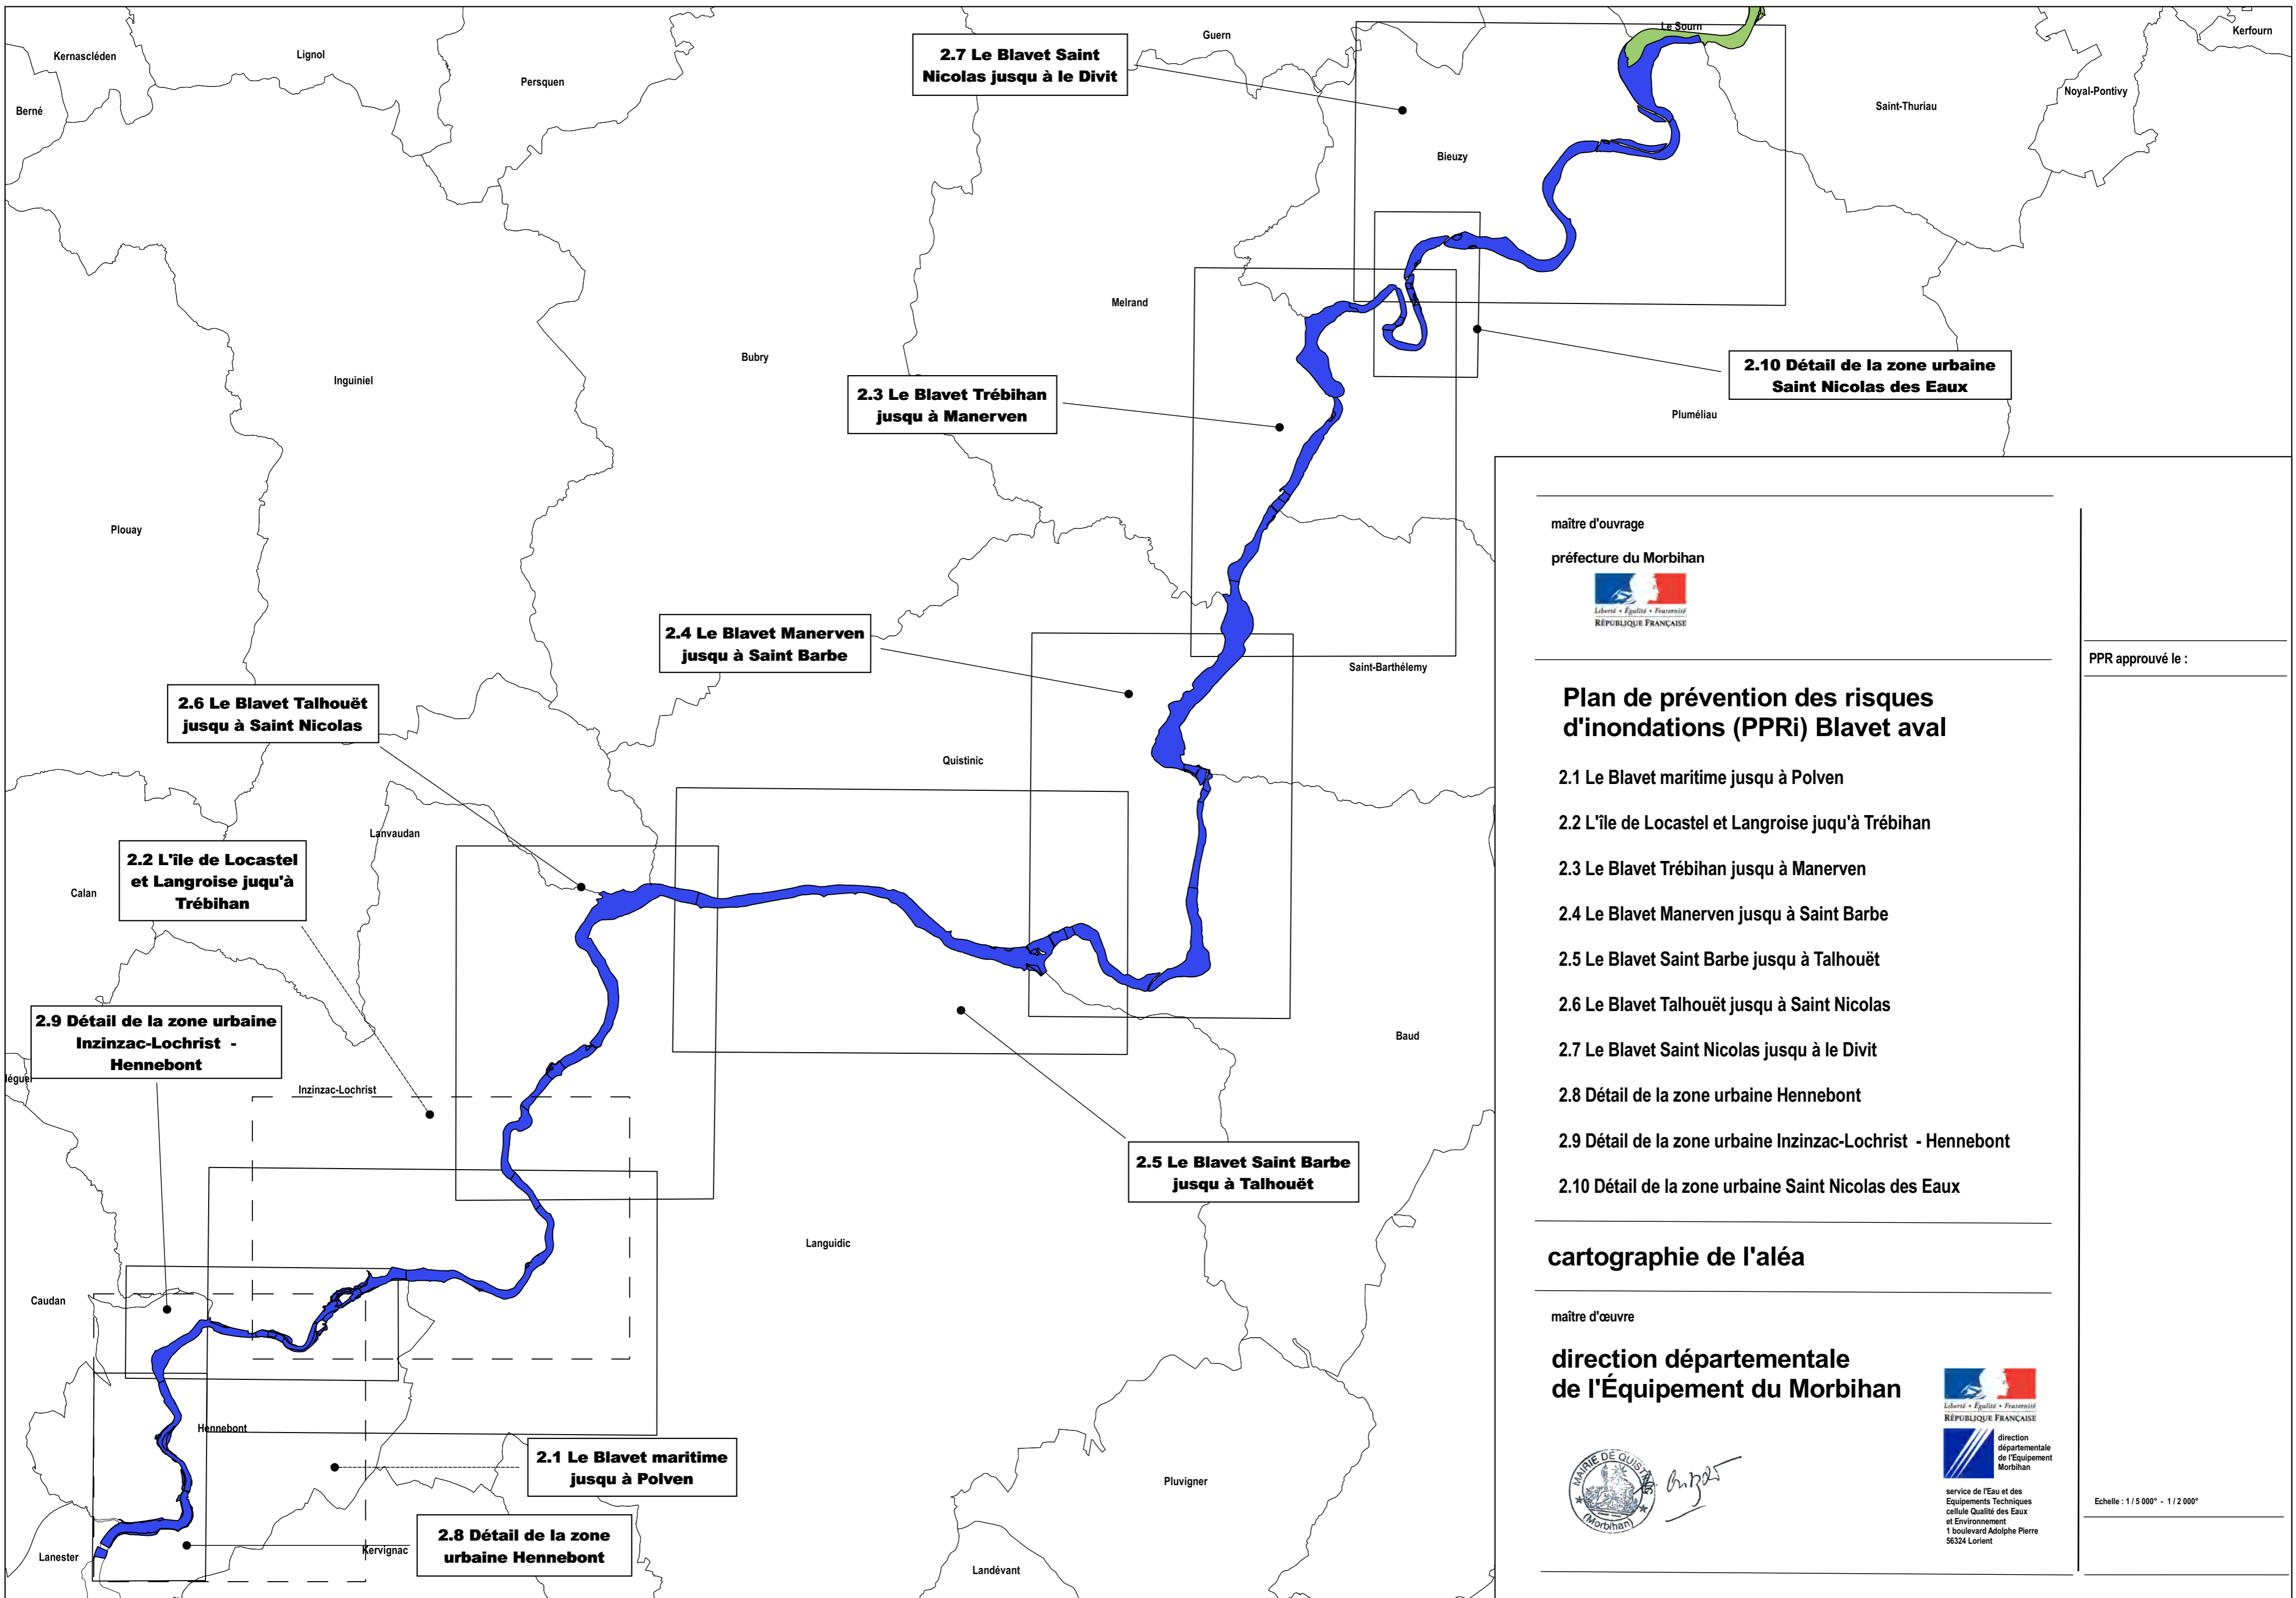 Kernascléden
Lignol
Persquen
Guern
Le Sourn
Kerfourn
Berné
2.7 Le Blavet Saint
Nicolas jusqu à le Divit
Noyal-Pontivy
Saint-Thuriau
Bieuzy
Melrand
Bubry
Inguiniel
2.10 Détail de la zone urbaine
Saint Nicolas des Eaux
2.3 Le Blavet Trébihan
jusqu à Manerven
Pluméliau
Plouay
2.4 Le Blavet Manerven
jusqu à Saint Barbe
Saint-Barthélemy
2.6 Le Blavet Talhouët
jusqu à Saint Nicolas
Quistinic
Lanvaudan
2.2 L'île de Locastel
et Langroise juqu'à
Trébihan
Calan
2.9 Détail de la zone urbaine
Inzinzac-Lochrist -
Hennebont
Baud
léguer
Inzinzac-Lochrist
2.5 Le Blavet Saint Barbe
jusqu à Talhouët
Languidic
Caudan
Hennebont
2.1 Le Blavet maritime
jusqu à Polven
Pluvigner
2.8 Détail de la zone
urbaine Hennebont
Kervignac
Lanester
Landévant
maître d'ouvrage
préfecture du Morbihan
Liberté • Égalité • Fraternité
RÉPUBLIQUE FRANÇAISE
PPR approuvé le :
Plan de prévention des risques
d'inondations (PPRi) Blavet aval
2.1 Le Blavet maritime jusqu à Polven
2.2 L'île de Locastel et Langroise juqu'à Trébihan
2.3 Le Blavet Trébihan jusqu à Manerven
2.4 Le Blavet Manerven jusqu à Saint Barbe
2.5 Le Blavet Saint Barbe jusqu à Talhouët
2.6 Le Blavet Talhouët jusqu à Saint Nicolas
2.7 Le Blavet Saint Nicolas jusqu à le Divit
2.8 Détail de la zone urbaine Hennebont
2.9 Détail de la zone urbaine Inzinzac-Lochrist - Hennebont
2.10 Détail de la zone urbaine Saint Nicolas des Eaux
cartographie de l'aléa
maître d'œuvre
direction départementale
de l'Équipement du Morbihan
Liberté • Égalité • Fraternité
RÉPUBLIQUE FRANÇAISE
direction
départementale
de l'Equipement
Morbihan
service de l'Eau et des
Equipements Techniques
cellule Qualité des Eaux
et Environnement
1 boulevard Adolphe Pierre
56324 Lorient
MAIRIE DE
(Morbihan)
Echelle : 1 / 5 000° - 1 / 2 000°